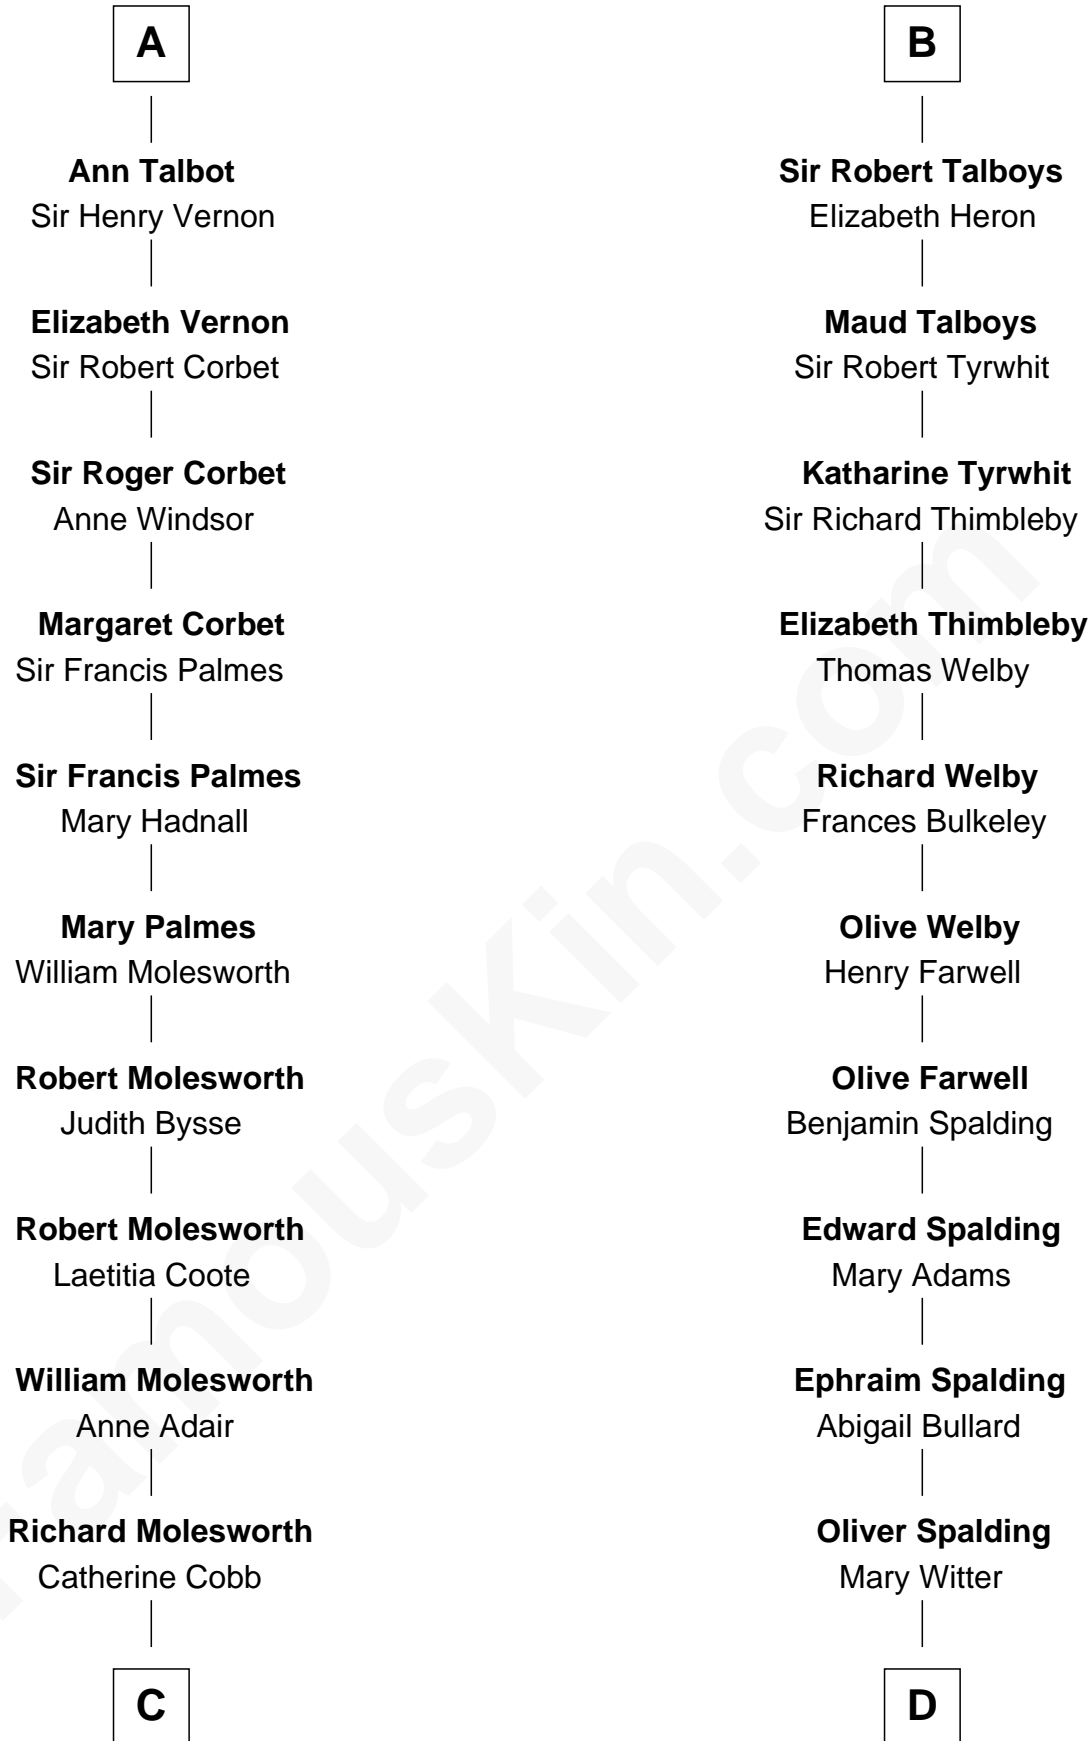 A
Ann Talbot
Sir Henry Vernon
Elizabeth Vernon
Sir Robert Corbet
Sir Roger Corbet
Anne Windsor
Margaret Corbet
Sir Francis Palmes
Sir Francis Palmes
Mary Hadnall
Mary Palmes
William Molesworth
Robert Molesworth
Judith Bysse
Robert Molesworth
Laetitia Coote
William Molesworth
Anne Adair
Richard Molesworth
Catherine Cobb
C
B
Sir Robert Talboys
Elizabeth Heron
Maud Talboys
Sir Robert Tyrwhit
Katharine Tyrwhit
Sir Richard Thimbleby
Elizabeth Thimbleby
Thomas Welby
Richard Welby
Frances Bulkeley
Olive Welby
Henry Farwell
Olive Farwell
Benjamin Spalding
Edward Spalding
Mary Adams
Ephraim Spalding
Abigail Bullard
Oliver Spalding
Mary Witter
D
FamousKin.com